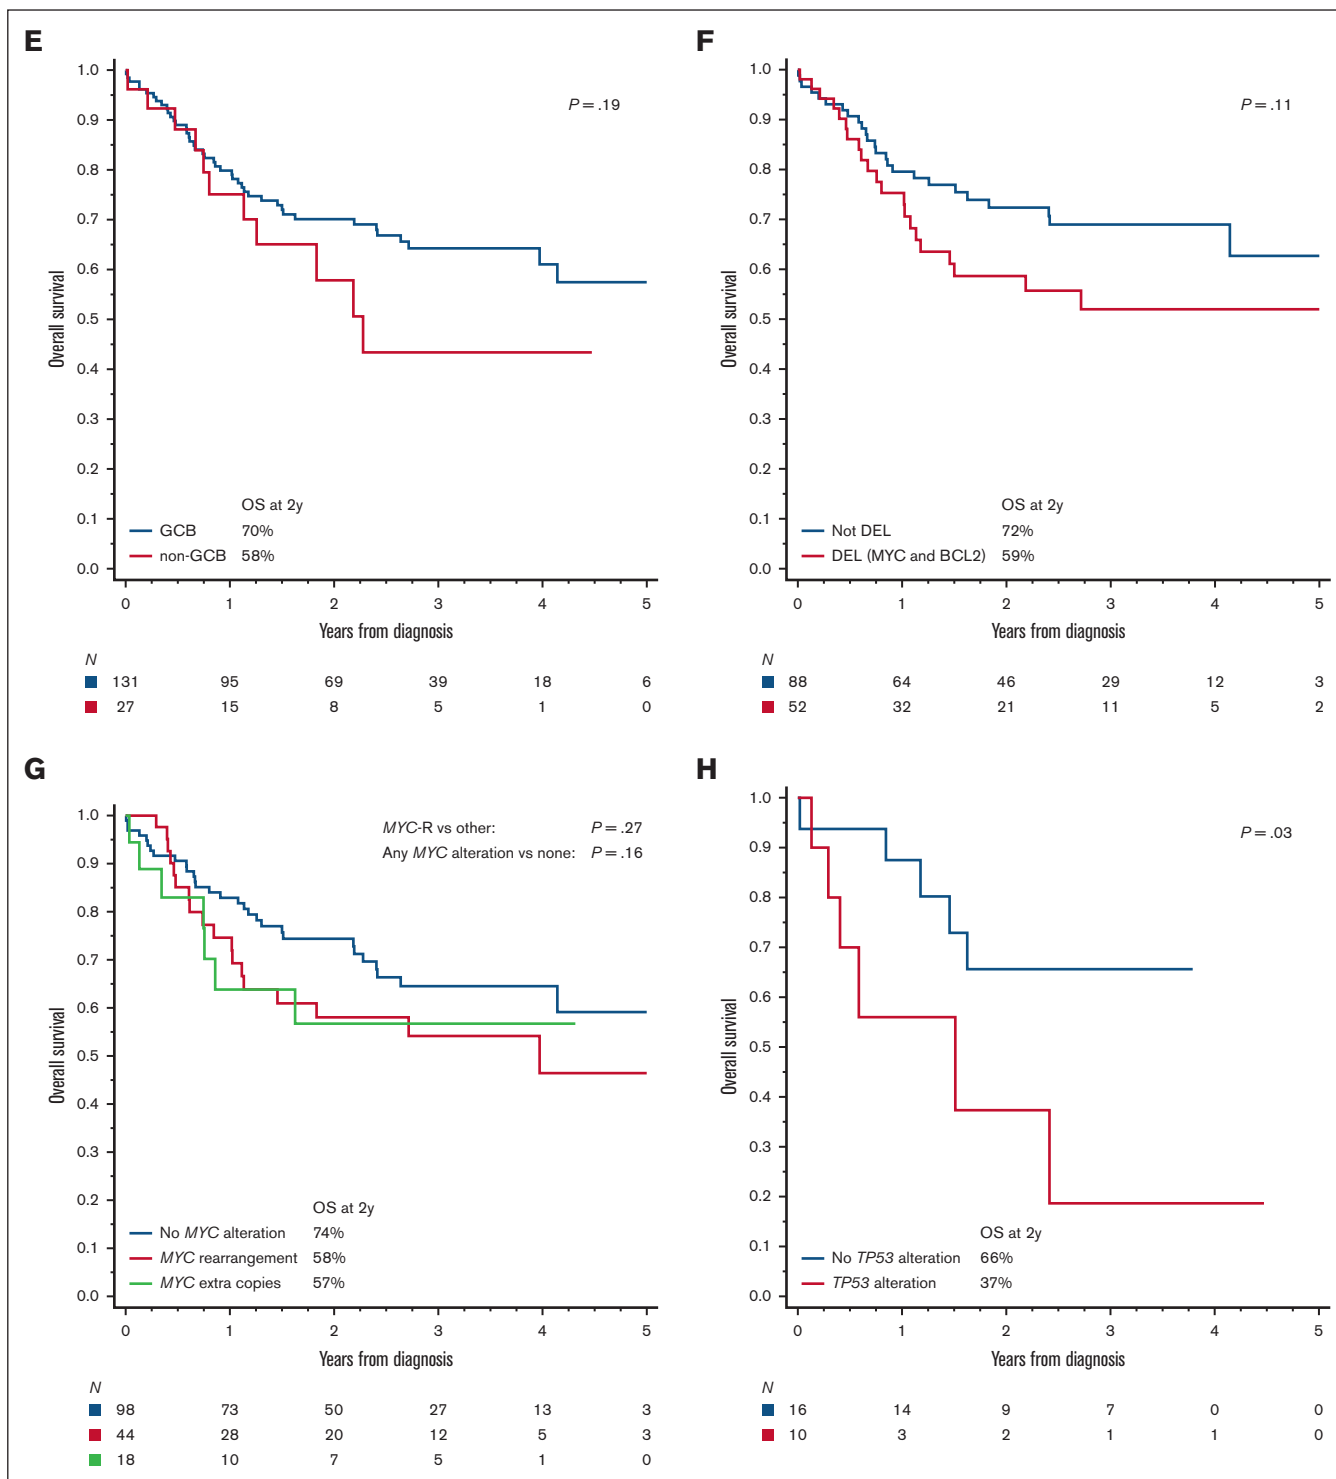 E
1.0
0.9
0.8
0.7
0.6
0.5
0.4
0.3
0.2
0.1
0.0
Overall survival
P = .19
OS at 2y
GCB 70%
non-GCB 58%
0 1 2 3 4 5
Years from diagnosis
N
131 95 69 39 18 6
27 15 8 5 1 0
F
1.0
0.9
0.8
0.7
0.6
0.5
0.4
0.3
0.2
0.1
0.0
Overall survival
P = .11
OS at 2y
Not DEL 72%
DEL (MYC and BCL2) 59%
0 1 2 3 4 5
Years from diagnosis
N
88 64 46 29 12 3
52 32 21 11 5 2
G
1.0
0.9
0.8
0.7
0.6
0.5
0.4
0.3
0.2
0.1
0.0
Overall survival
MYC-R vs other: P = .27
Any MYC alteration vs none: P = .16
OS at 2y
No MYC alteration 74%
MYC rearrangement 58%
MYC extra copies 57%
0 1 2 3 4 5
Years from diagnosis
N
98 73 50 27 13 3
44 28 20 12 5 3
18 10 7 5 1 0
H
1.0
0.9
0.8
0.7
0.6
0.5
0.4
0.3
0.2
0.1
0.0
Overall survival
P = .03
OS at 2y
No TP53 alteration 66%
TP53 alteration 37%
0 1 2 3 4 5
Years from diagnosis
N
16 14 9 7 0 0
10 3 2 1 1 0